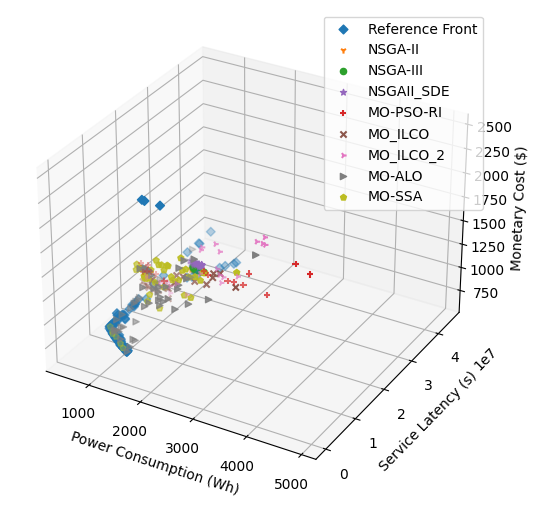 Reference Front
NSGA-II
NSGA-III
NSGAII_SDE
MO-PSO-RI
MO_ILCO
MO_ILCO_2
MO-ALO
MO-SSA
2500
2250
2000
1750
1500
1250
1000
750
Monetary Cost ($)
1e7
4
3
2
1
0
Service Latency (s)
1000
2000
3000
4000
5000
Power Consumption (Wh)